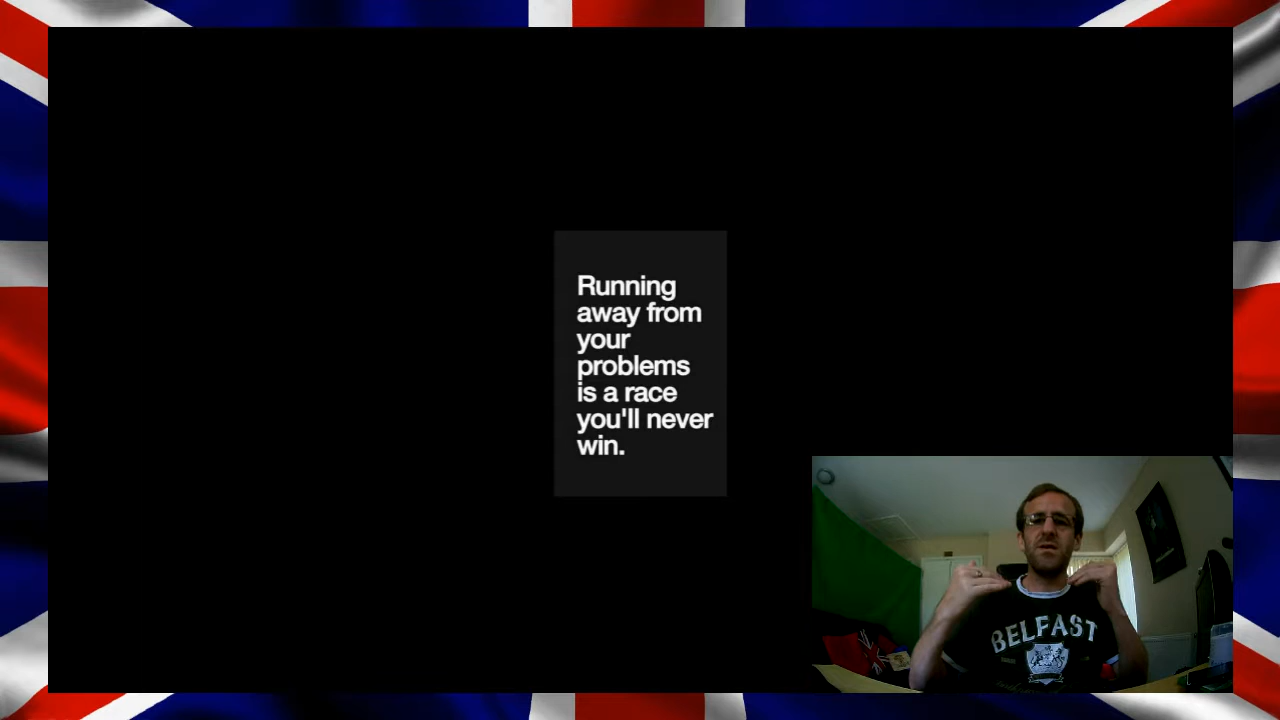 Running
away from
your
problems
is a race
you'll never
win.
BELFAST